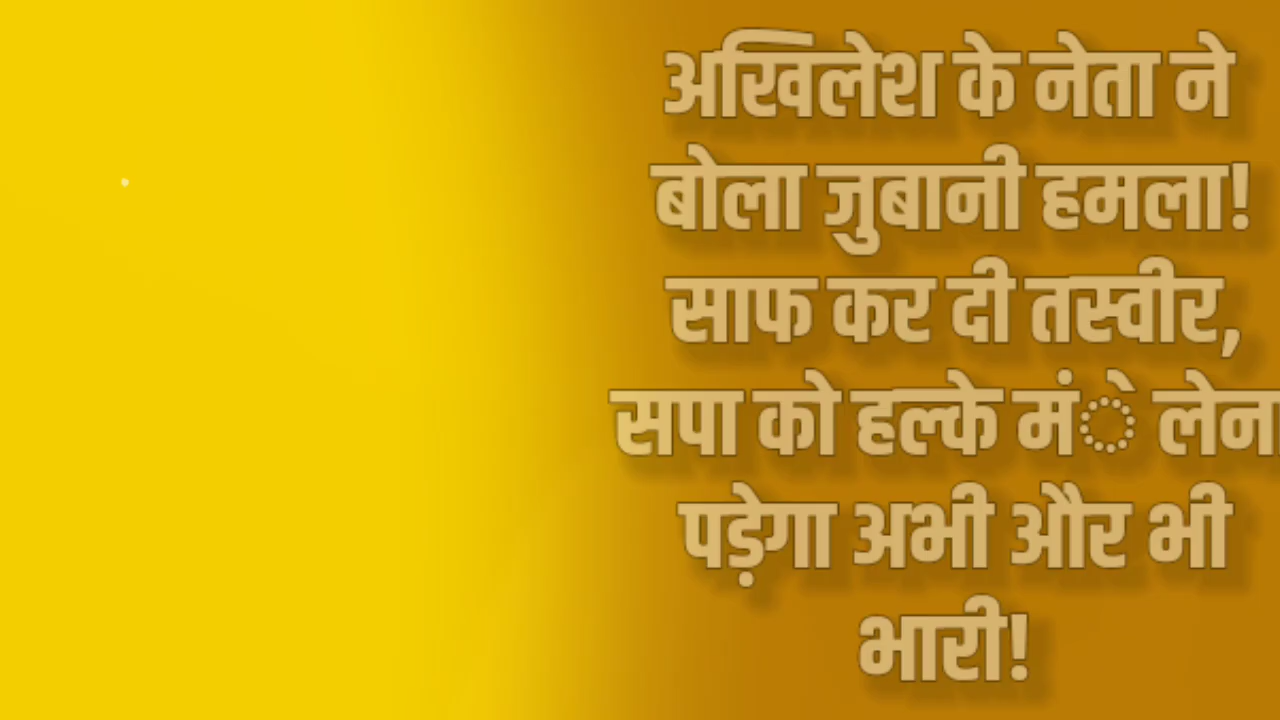 अखिलेश के नेता ने
बोला जुबानी हमला!
साफ कर दी तस्वीर,
सपा को हल्के मंे लेना
पड़ेगा अभी और भी
भारी!